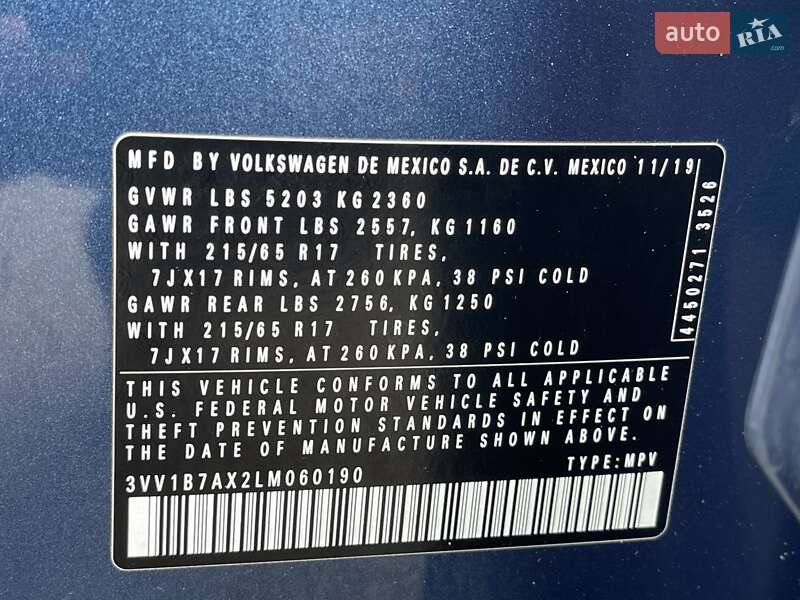 auto RIA
.com
MFD BY VOLKSWAGEN DE MEXICO S.A. DE C.V. MEXICO 11/19
GVWR LBS 5203 KG 2360
GAWR FRONT LBS 2557, KG 1160
WITH 215/65 R17 TIRES,
7JX17 RIMS, AT 260 KPA, 38 PSI COLD
GAWR REAR LBS 2756, KG 1250
WITH 215/65 R17 TIRES,
7JX17 RIMS, AT 260 KPA, 38 PSI COLD
4450271 3526
THIS VEHICLE CONFORMS TO ALL APPLICABLE
U.S. FEDERAL MOTOR VEHICLE SAFETY AND
THEFT PREVENTION STANDARDS IN EFFECT ON
THE DATE OF MANUFACTURE SHOWN ABOVE.
3VV1B7AX2LM060190 TYPE: MPV